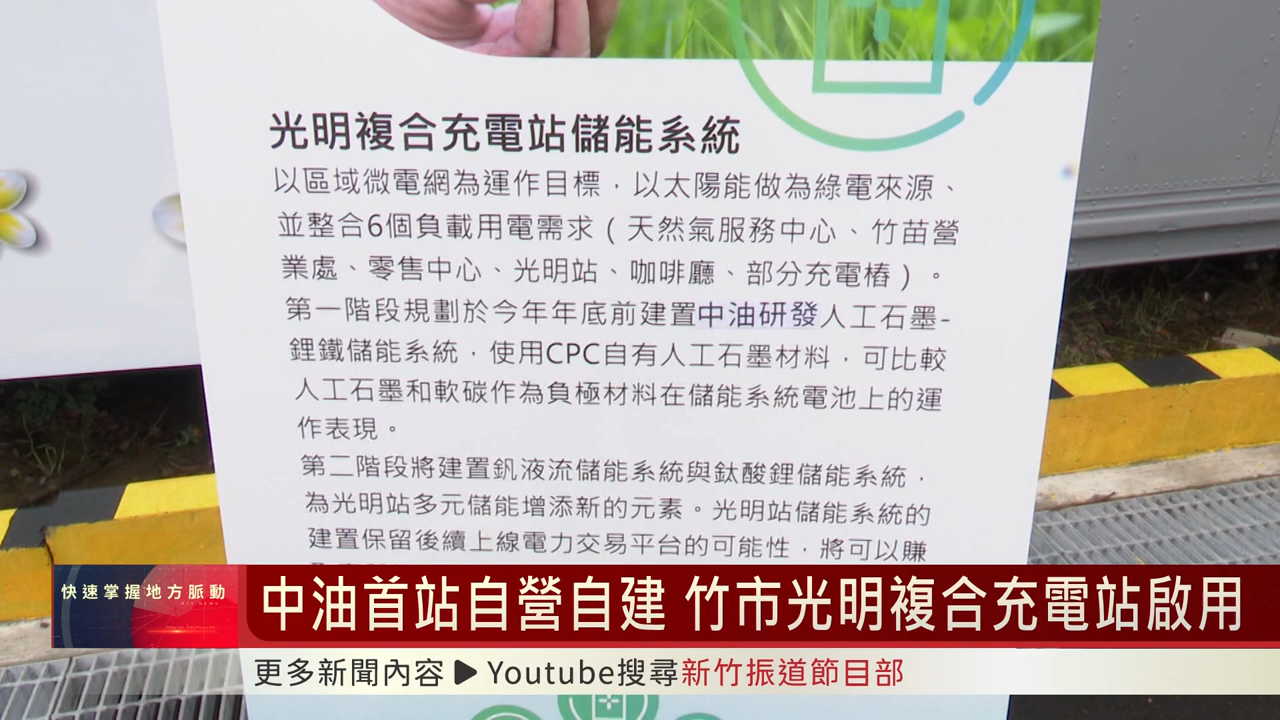 光明複合充電站儲能系統
以區域微電網為運作目標，以太陽能做為綠電來源、
並整合6個負載用電需求（天然氣服務中心、竹苗營
業處、零售中心、光明站、咖啡廳、部分充電樁）。
第一階段規劃於今年年底前建置中油研發人工石墨-
鋰鐵儲能系統，使用CPC自有人工石墨材料，可比較
人工石墨和軟碳作為負極材料在儲能系統電池上的運
作表現。
第二階段將建置釩液流儲能系統與鈦酸鋰儲能系統，
為光明站多元儲能增添新的元素。光明站儲能系統的
建置保留後續上線電力交易平台的可能性，將可以賺
快速掌握地方脈動
中油首站自營自建 竹市光明複合充電站啟用
更多新聞內容▶Youtube搜尋新竹振道節目部